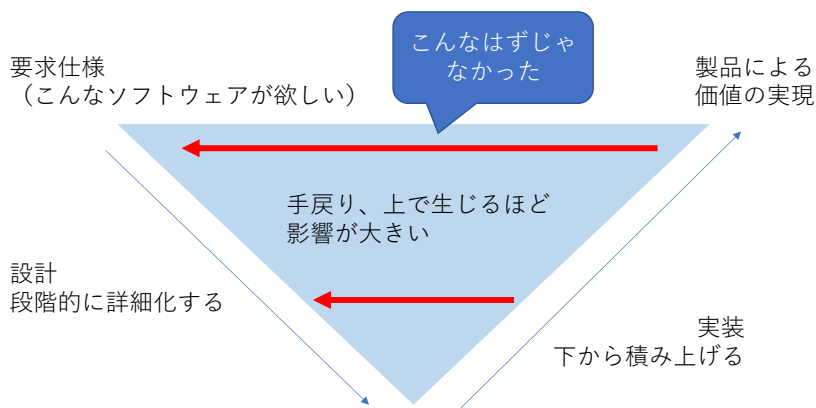 こんなはずじゃ
なかった
要求仕様
（こんなソフトウェアが欲しい）
製品による
価値の実現
手戻り、上で生じるほど
影響が大きい
設計
段階的に詳細化する
実装
下から積み上げる